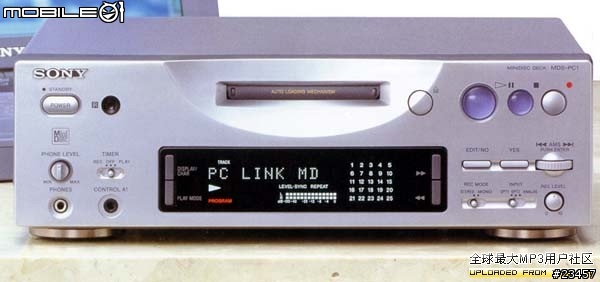 MOBILE01
NY
SONY
MINIDISC DECK MDS-PC1
STANDBY
POWER
AUTO LOADING MECHANISM
PHONE LEVEL
TIMER
REC OFF PLAY
MIN MAX
PHONES
CONTROL A1
DISPLAY/CHAR
PLAY MODE
TRACK
PC LINK MD
LEVEL-SYNC REPEAT
PROGRAM
1 2 3 4 5
6 7 8 9 10
11 12 13 14 15
16 17 18 19 20
21 22 23 24 25
EDIT/NO
YES
AMS
PUSH ENTER
REC MODE
STEREO MONO
INPUT
OPT1 OPT2 ANALOG
REC LEVEL
全球最大MP3用户社区
UPLOADED FROM #23457